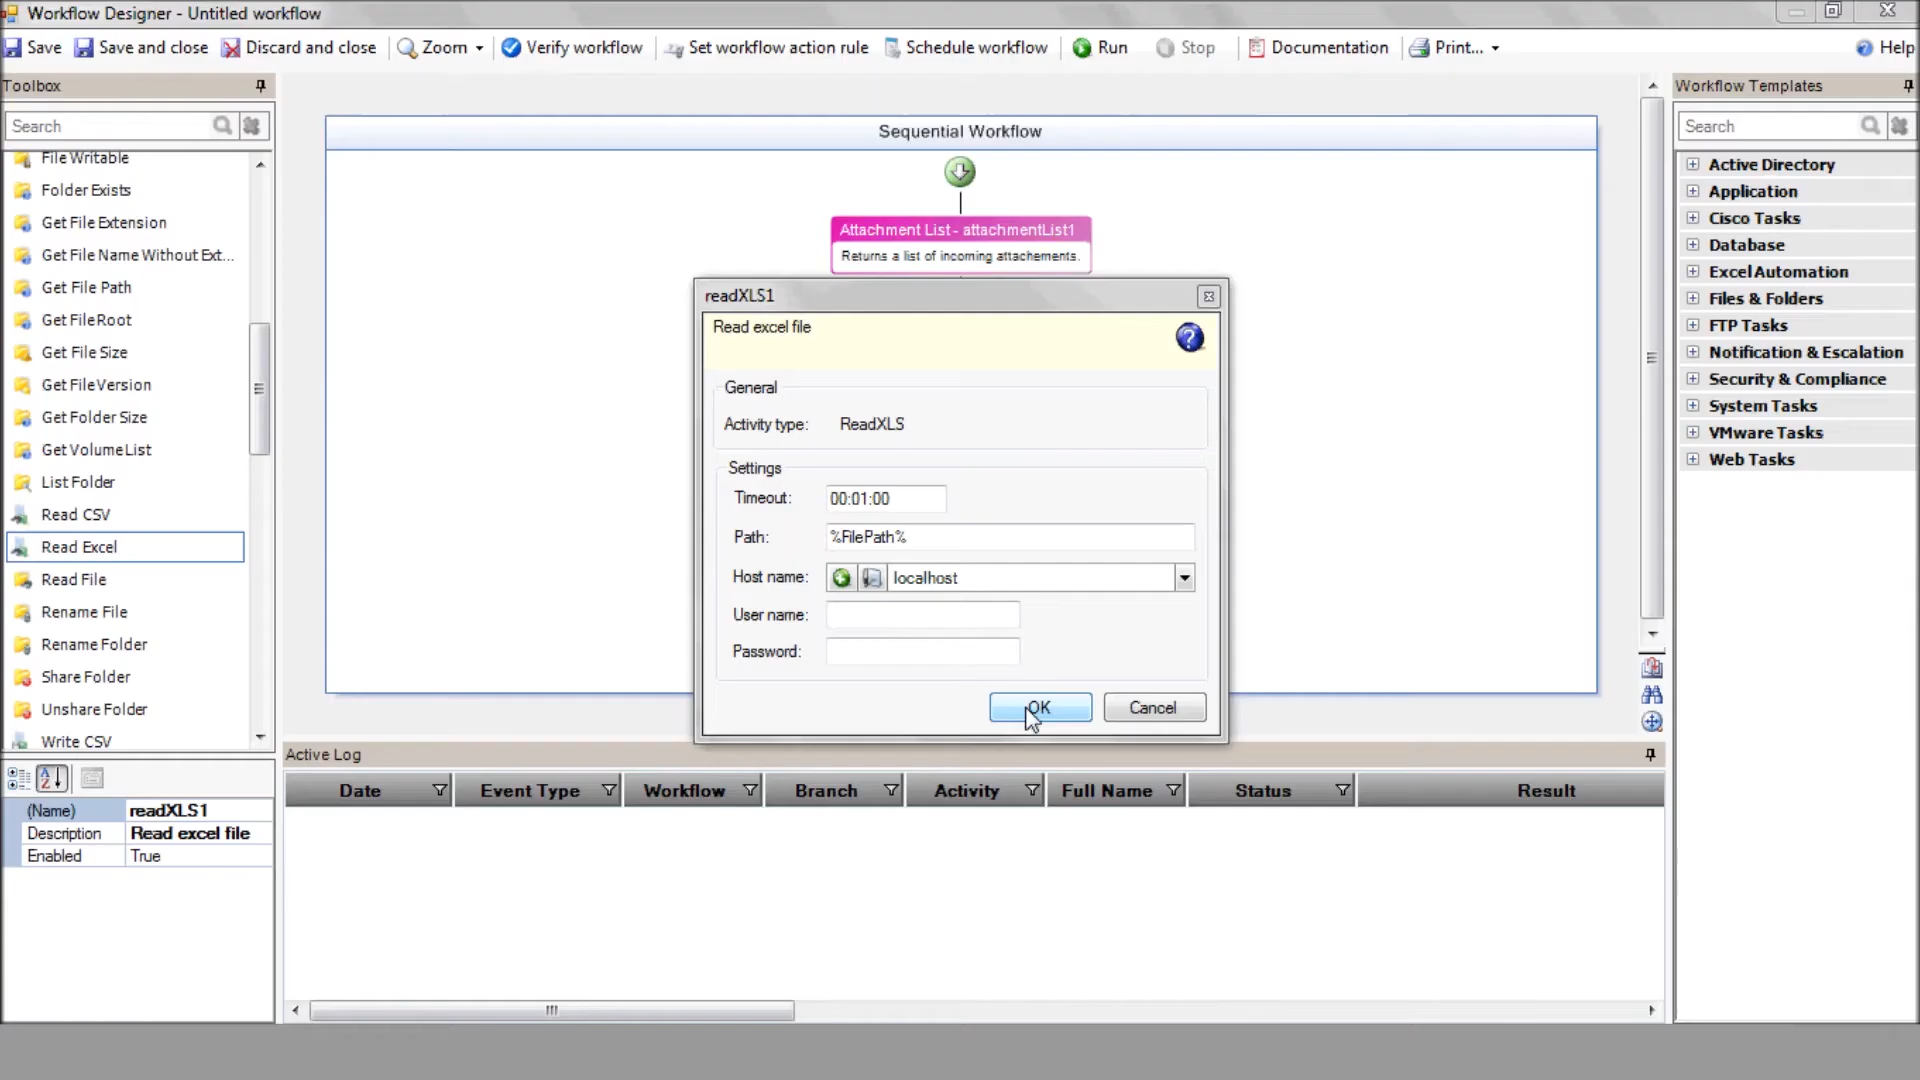 Workflow Designer - Untitled workflow
Save Save and close Discard and close Zoom Verify workflow Set workflow action rule Schedule workflow Run Stop Documentation Print... Help
Toolbox
Search
File Writable
Folder Exists
Get File Extension
Get File Name Without Ext...
Get File Path
Get FileRoot
Get File Size
Get FileVersion
Get Folder Size
Get VolumeList
List Folder
Read CSV
Read Excel
Read File
Rename File
Rename Folder
Share Folder
Unshare Folder
Write CSV
(Name) readXLS1
Description Read excel file
Enabled True
Sequential Workflow
Attachment List - attachmentList1
Returns a list of incoming attachements.
readXLS1
Read excel file
General
Activity type: ReadXLS
Settings
Timeout: 00:01:00
Path: %FilePath%
Host name: localhost
User name:
Password:
OK Cancel
Active Log
Date Event Type Workflow Branch Activity Full Name Status Result
Workflow Templates
Search
Active Directory
Application
Cisco Tasks
Database
Excel Automation
Files & Folders
FTP Tasks
Notification & Escalation
Security & Compliance
System Tasks
VMware Tasks
Web Tasks